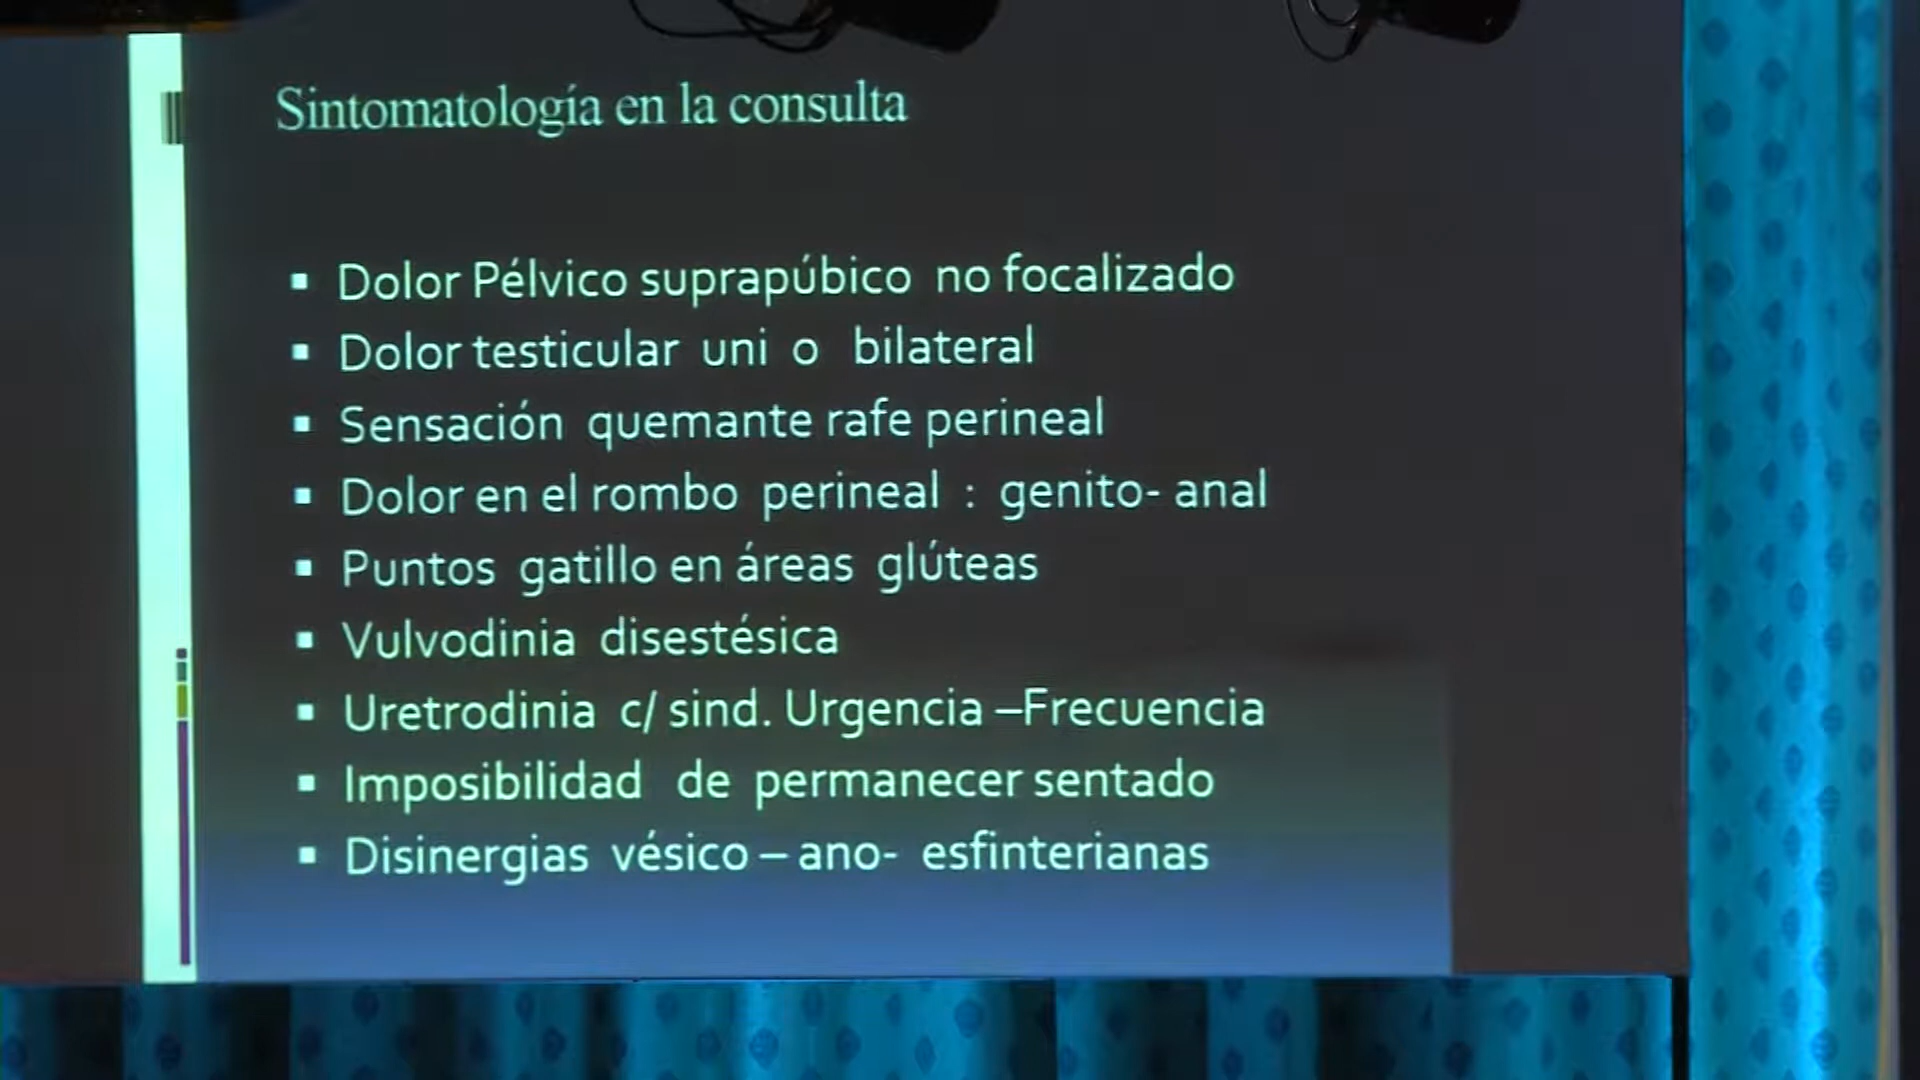 Sintomatología en la consulta
▪ Dolor Pélvico suprapúbico no focalizado
▪ Dolor testicular uni o bilateral
▪ Sensación quemante rafe perineal
▪ Dolor en el rombo perineal : genito- anal
▪ Puntos gatillo en áreas glúteas
▪ Vulvodinia disestésica
▪ Uretrodinia c/ sind. Urgencia –Frecuencia
▪ Imposibilidad de permanecer sentado
▪ Disinergias vésico – ano- esfinterianas